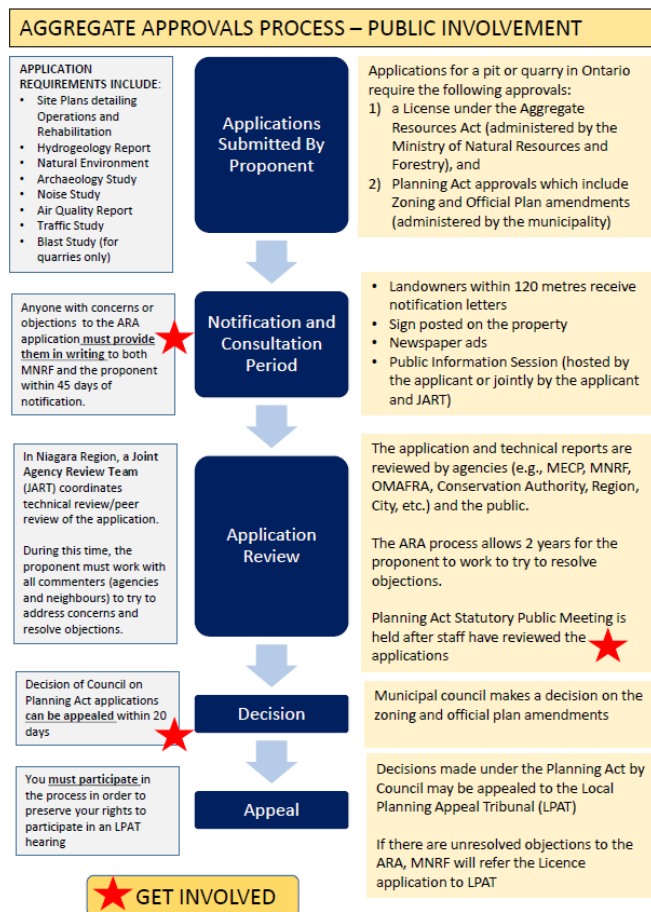 AGGREGATE APPROVALS PROCESS – PUBLIC INVOLVEMENT
APPLICATION
REQUIREMENTS INCLUDE:
• Site Plans detailing
Operations and
Rehabilitation
• Hydrogeology Report
• Natural Environment
• Archaeology Study
• Noise Study
• Air Quality Report
• Traffic Study
• Blast Study (for
quarries only)
Applications
Submitted By
Proponent
Applications for a pit or quarry in Ontario
require the following approvals:
1) a License under the Aggregate
Resources Act (administered by the
Ministry of Natural Resources and
Forestry), and
2) Planning Act approvals which include
Zoning and Official Plan amendments
(administered by the municipality)
Anyone with concerns or
objections to the ARA
application must provide
them in writing to both
MNRF and the proponent
within 45 days of
notification.
Notification and
Consultation
Period
• Landowners within 120 metres receive
notification letters
• Sign posted on the property
• Newspaper ads
• Public Information Session (hosted by
the applicant or jointly by the applicant
and JART)
In Niagara Region, a Joint
Agency Review Team
(JART) coordinates
technical review/peer
review of the application.
During this time, the
proponent must work with
all commenters (agencies
and neighbours) to try to
address concerns and
resolve objections.
Application
Review
The application and technical reports are
reviewed by agencies (e.g., MECP, MNRF,
OMAFRA, Conservation Authority, Region,
City, etc.) and the public.
The ARA process allows 2 years for the
proponent to work to try to resolve
objections.
Planning Act Statutory Public Meeting is
held after staff have reviewed the
applications
Decision of Council on
Planning Act applications
can be appealed within 20
days
Decision
Municipal council makes a decision on the
zoning and official plan amendments
You must participate in
the process in order to
preserve your rights to
participate in an LPAT
hearing
Appeal
Decisions made under the Planning Act by
Council may be appealed to the Local
Planning Appeal Tribunal (LPAT)
If there are unresolved objections to the
ARA, MNRF will refer the Licence
application to LPAT
GET INVOLVED